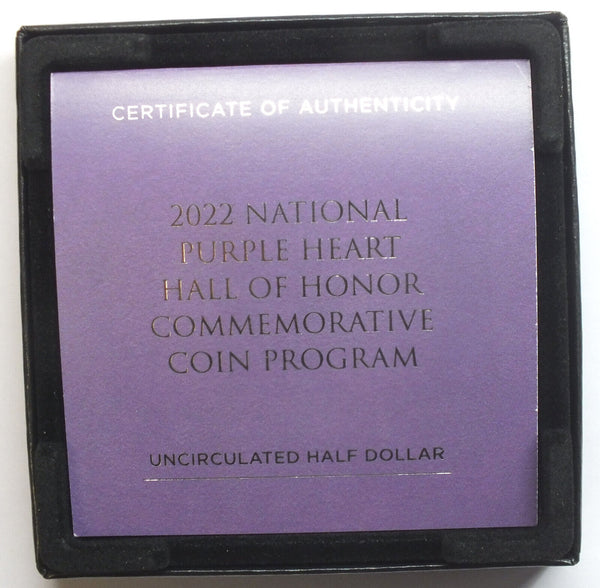 CERTIFICATE OF AUTHENTICITY
2022 NATIONAL
PURPLE HEART
HALL OF HONOR
COMMEMORATIVE
COIN PROGRAM
UNCIRCULATED HALF DOLLAR